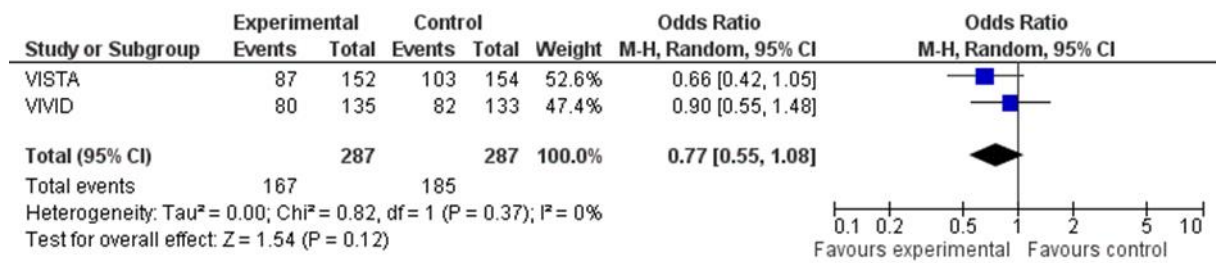 Experimental Control Odds Ratio Odds Ratio
Study or Subgroup Events Total Events Total Weight M-H, Random, 95% CI M-H, Random, 95% CI
VISTA 87 152 103 154 52.6% 0.66 [0.42, 1.05]
VIVID 80 135 82 133 47.4% 0.90 [0.55, 1.48]
Total (95% CI) 287 287 100.0% 0.77 [0.55, 1.08]
Total events 167 185
Heterogeneity: Tau² = 0.00; Chi² = 0.82, df = 1 (P = 0.37); I² = 0%
Test for overall effect: Z = 1.54 (P = 0.12)
0.1 0.2 0.5 1 2 5 10
Favours experimental Favours control